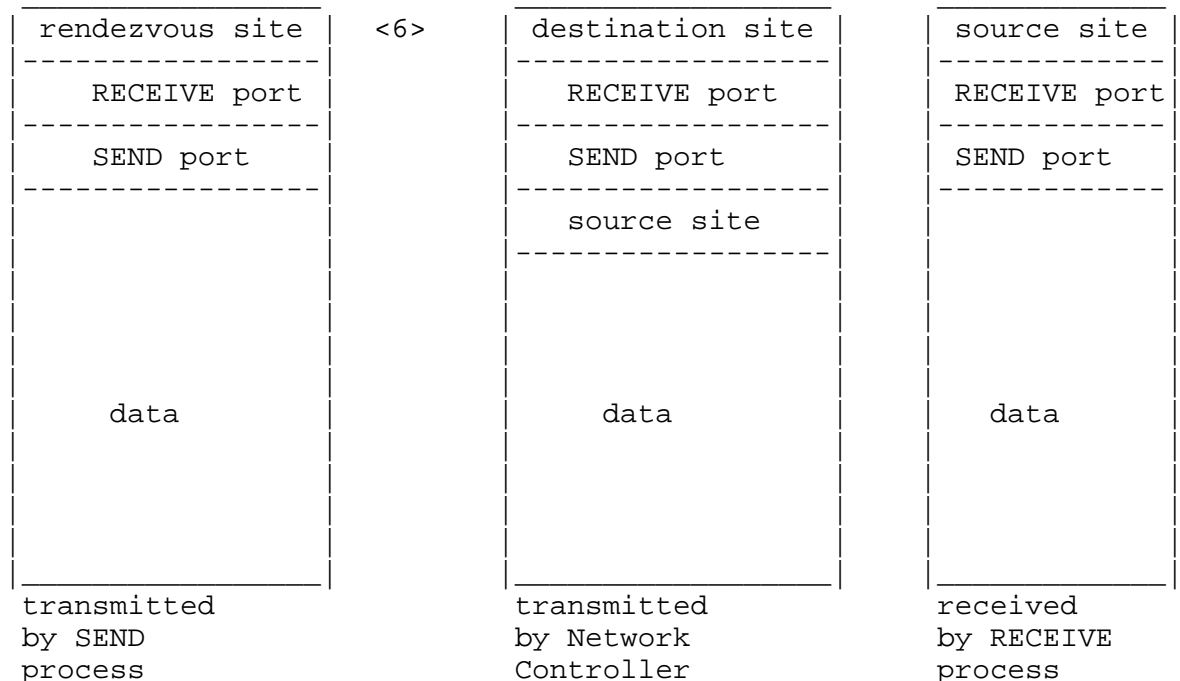 rendezvous site <6> destination site source site
RECEIVE port RECEIVE port RECEIVE port
SEND port SEND port SEND port
source site
data data data
transmitted transmitted received
by SEND by Network by RECEIVE
process Controller process